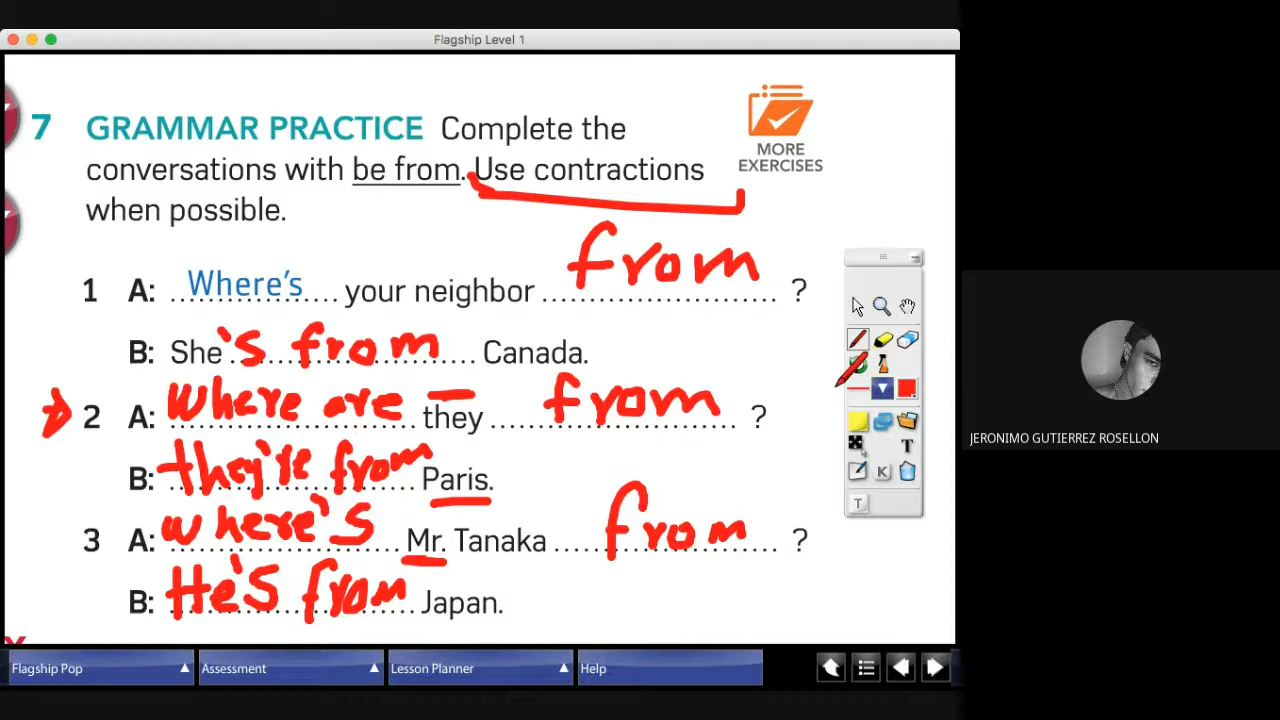 Flagship Level 1
7 GRAMMAR PRACTICE Complete the
conversations with be from. Use contractions
when possible.
MORE
EXERCISES
1 A: Where's your neighbor from ?
B: She 's from Canada.
2 A: where are they from ?
B: they're from Paris.
3 A: where's Mr. Tanaka from ?
B: He's from Japan.
T
K
T
JERONIMO GUTIERREZ ROSELLON
Flagship Pop
Assessment
Lesson Planner
Help